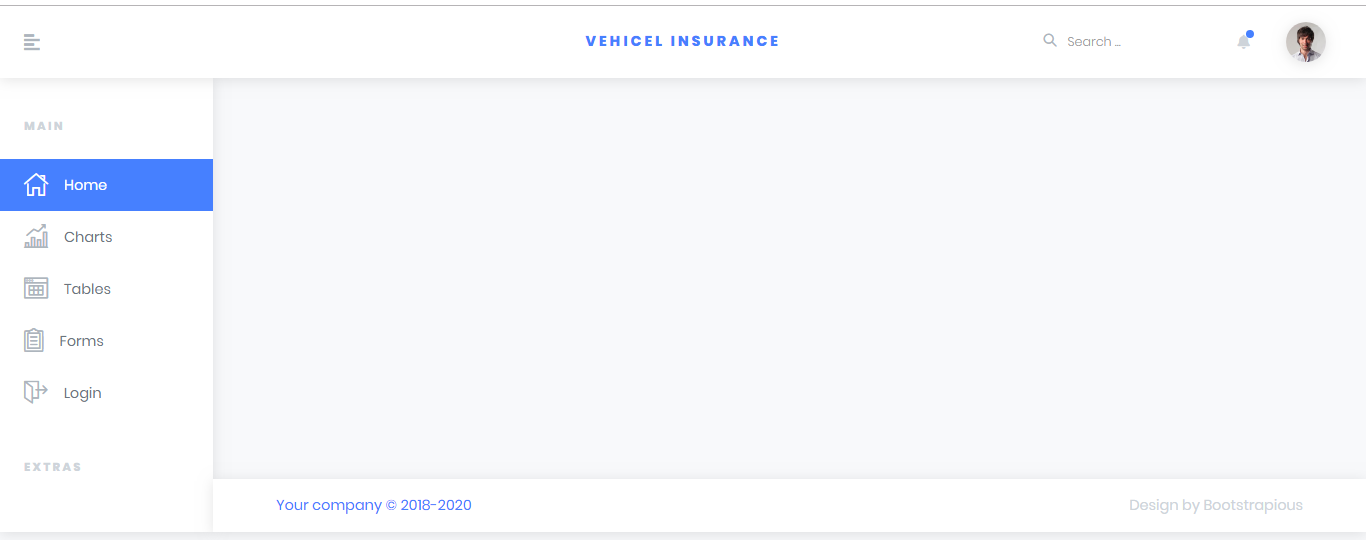 VEHICEL INSURANCE
Search ...
MAIN
Home
Charts
Tables
Forms
Login
EXTRAS
Your company © 2018-2020
Design by Bootstrapious